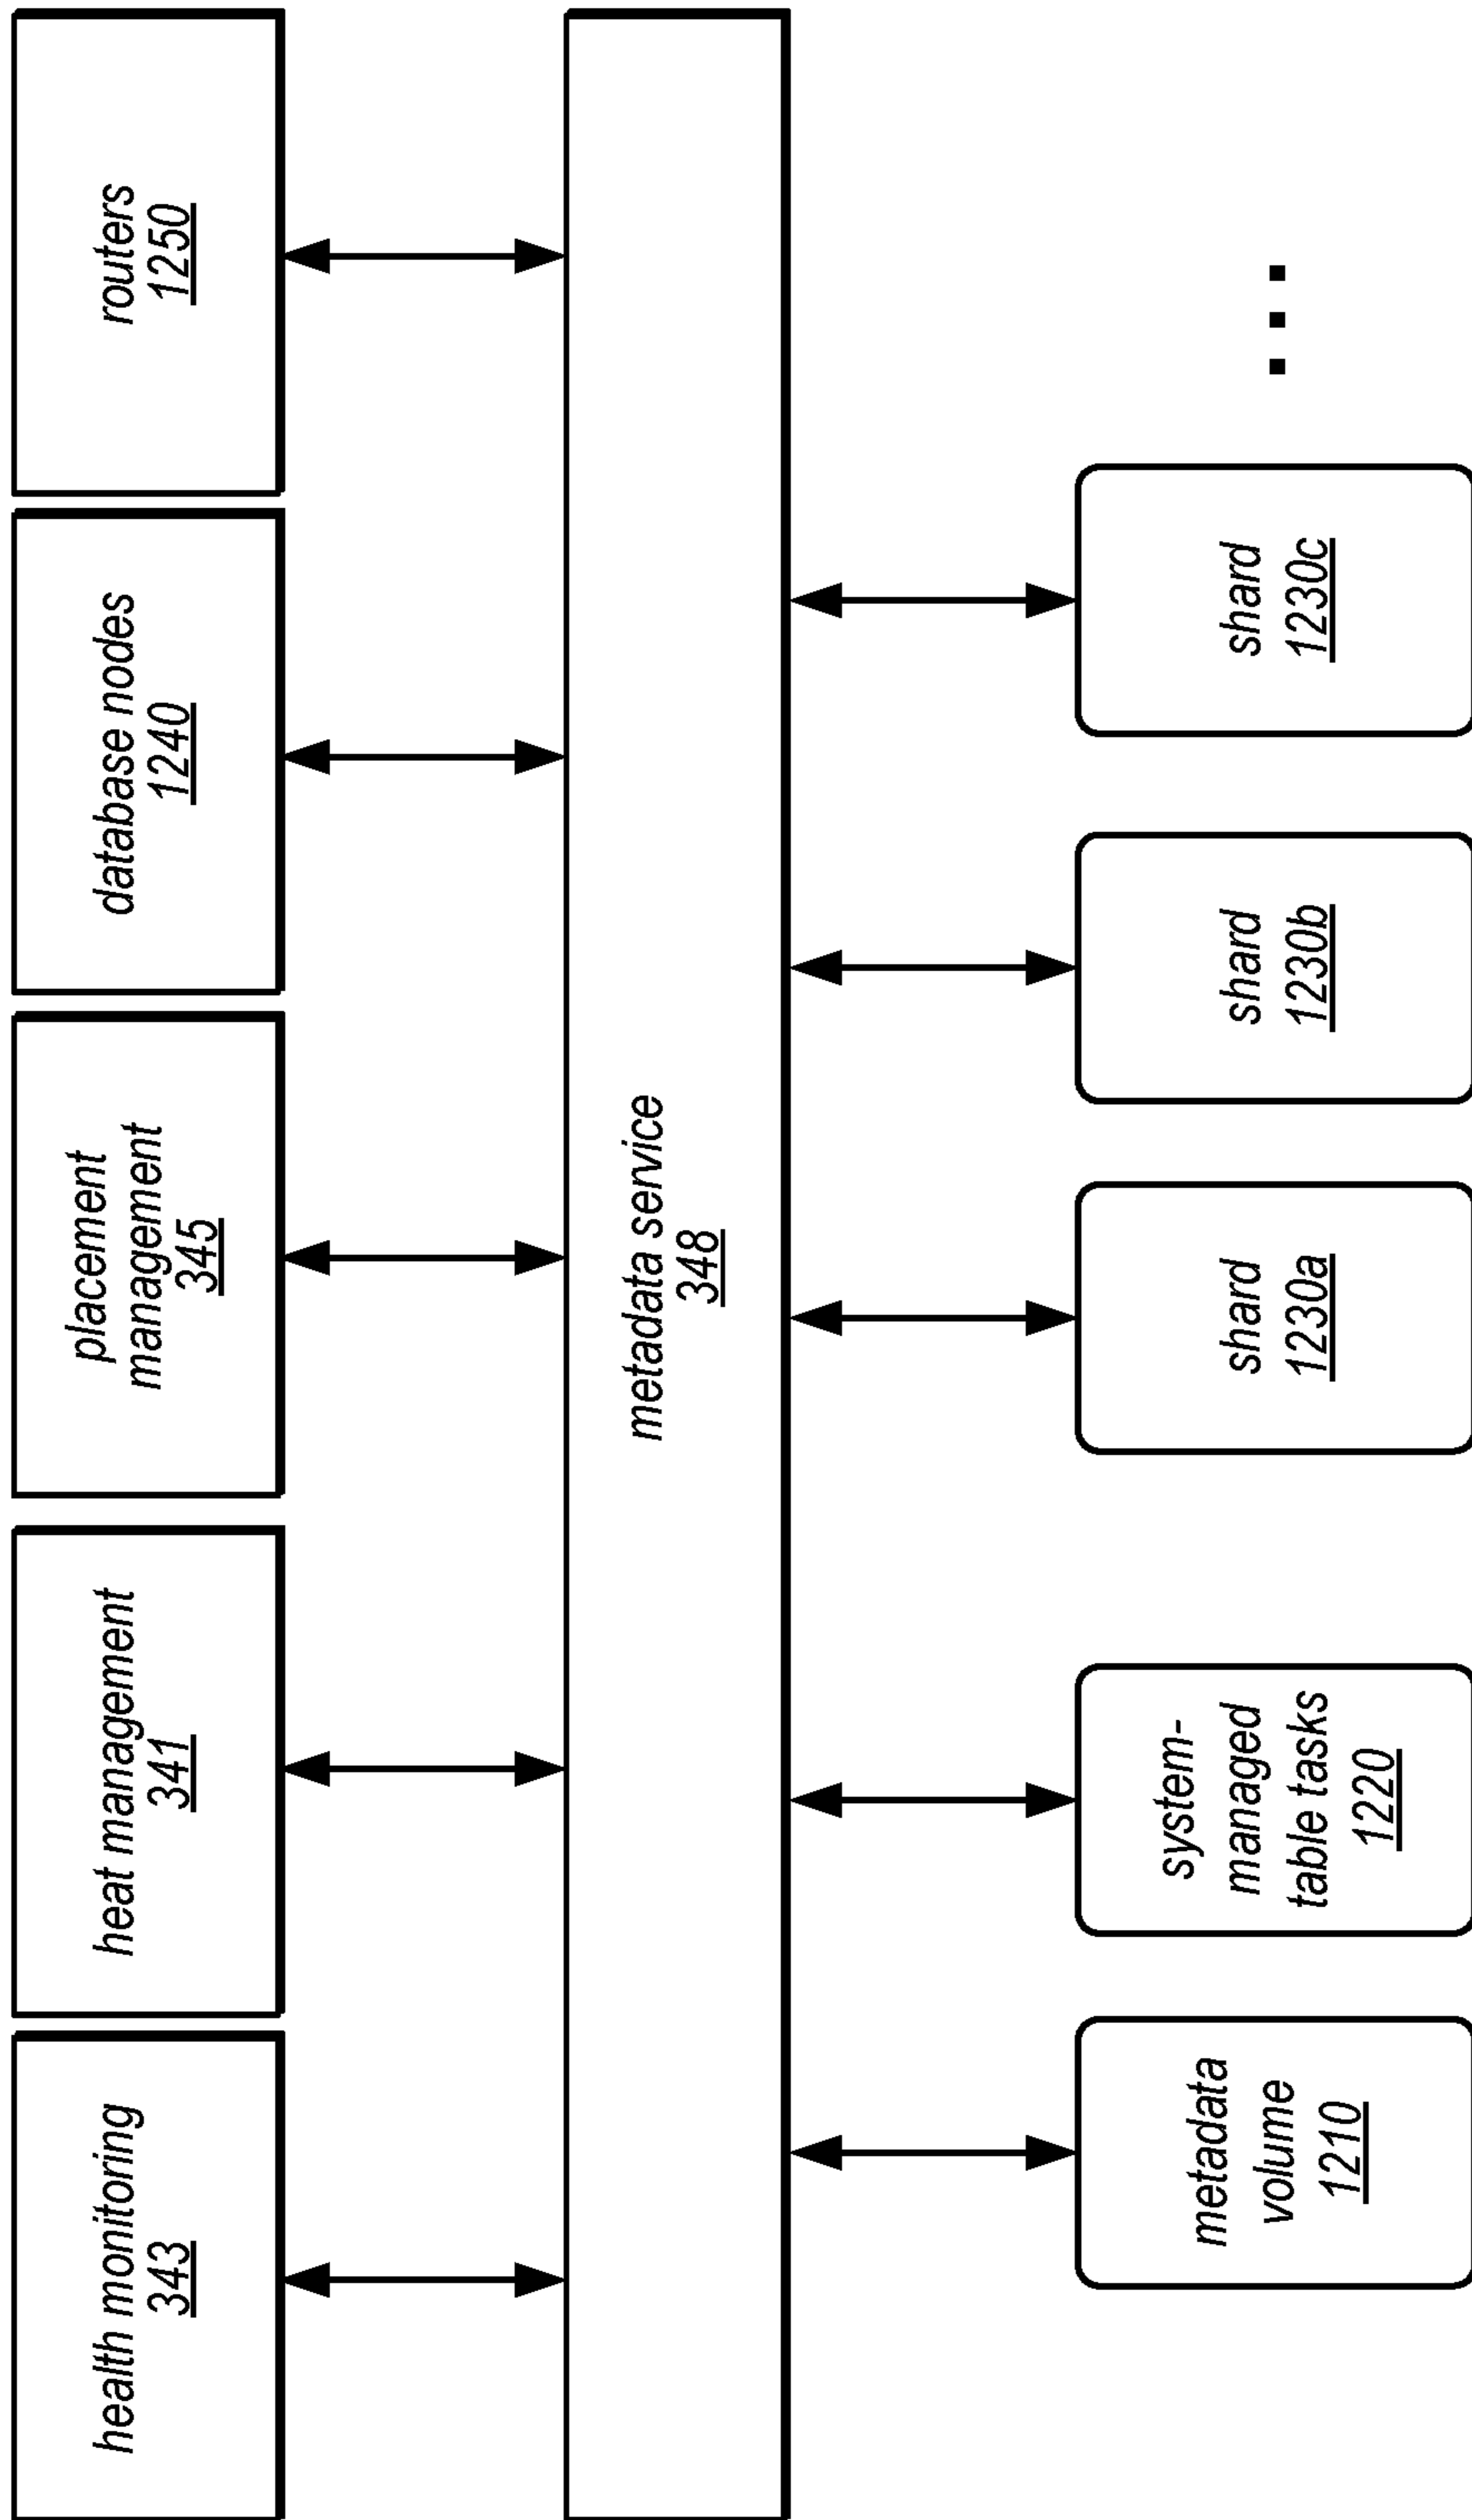 health monitoring
343
heat management
341
placement
management
345
database nodes
1240
routers
1250
metadata service
348
metadata
volume
1210
system-
managed
table tasks
1220
shard
1230a
shard
1230b
shard
1230c